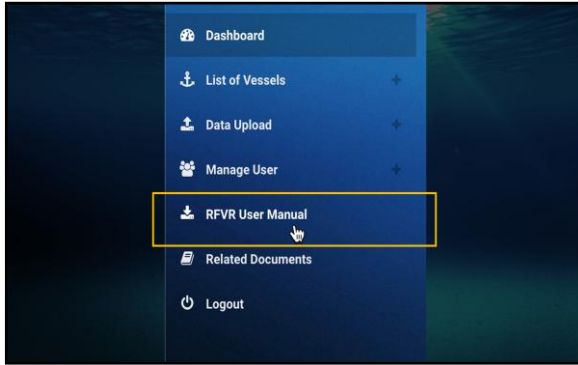 Dashboard
List of Vessels
Data Upload
Manage User
RFVR User Manual
Related Documents
Logout